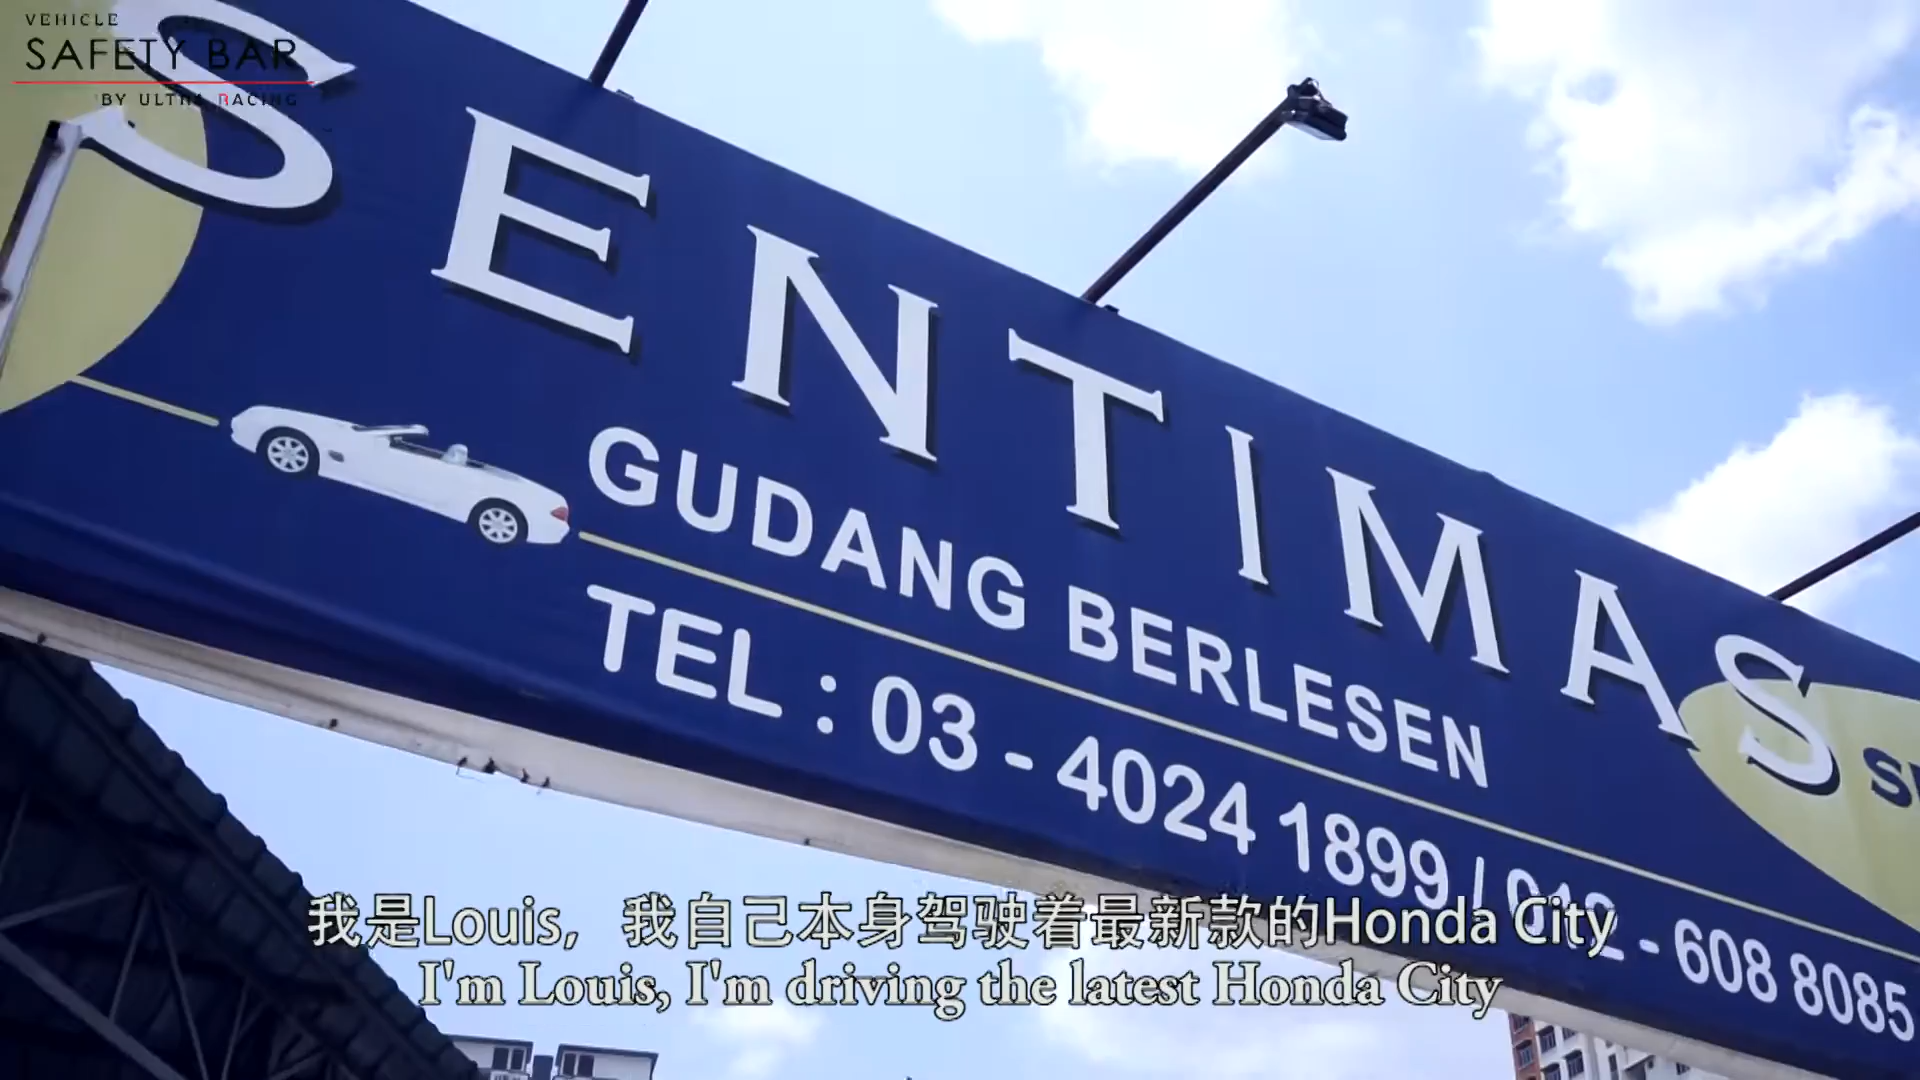 VEHICLE
SAFETY BAR
BY ULTRA RACING
SENTIMAS
GUDANG BERLESEN
TEL : 03 - 4024 1899 / 012 - 608 8085
我是Louis, 我自己本身驾驶着最新款的Honda City
I'm Louis, I'm driving the latest Honda City